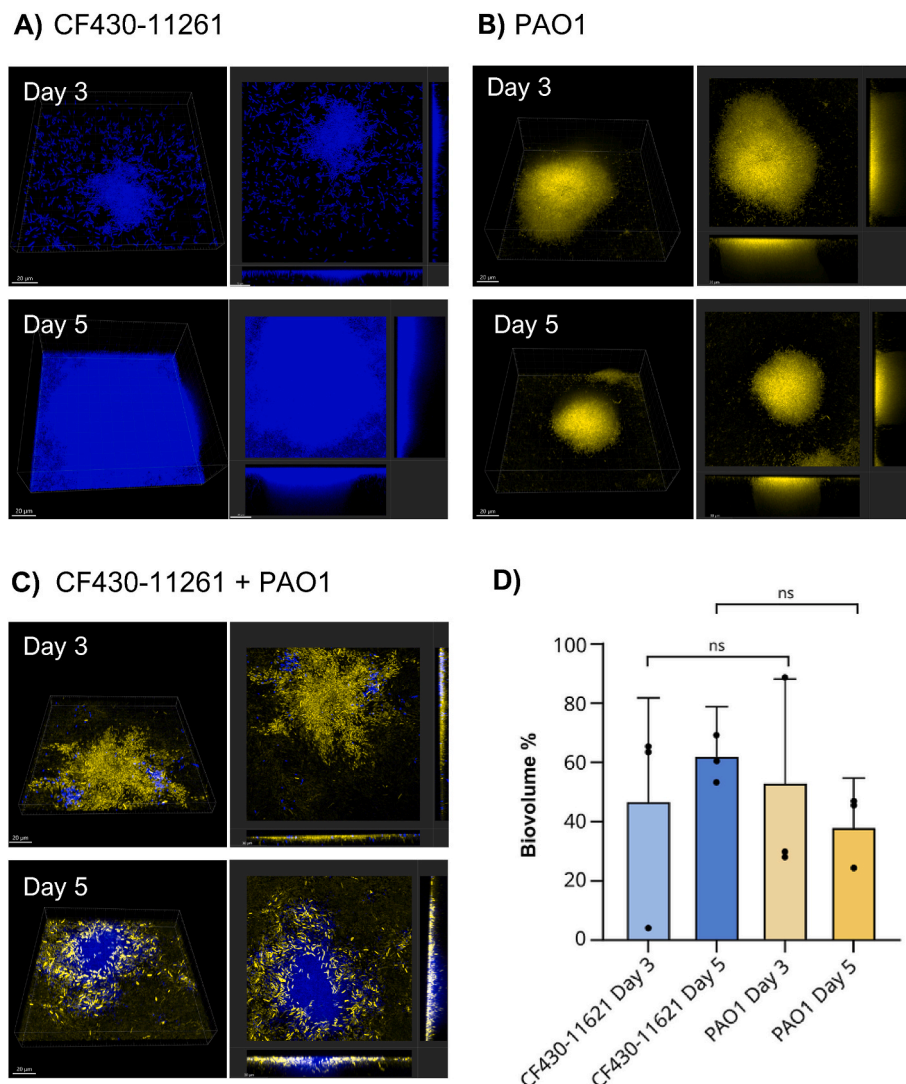 A) CF430-11261
B) PAO1
Day 3
20 µm
Day 3
20 µm
Day 5
20 µm
Day 5
20 µm
C) CF430-11261 + PAO1
D)
Day 3
20 µm
Day 5
20 µm
ns
ns
100
80
60
40
20
0
Biovolume %
CF430-11621 Day 3
CF430-11621 Day 5
PAO1 Day 3
PAO1 Day 5